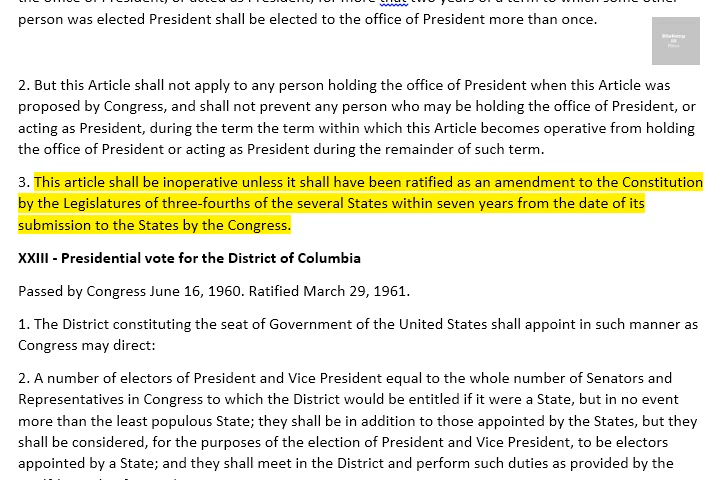 person was elected President shall be elected to the office of President more than once.
2. But this Article shall not apply to any person holding the office of President when this Article was
proposed by Congress, and shall not prevent any person who may be holding the office of President, or
acting as President, during the term the term within which this Article becomes operative from holding
the office of President or acting as President during the remainder of such term.
3. This article shall be inoperative unless it shall have been ratified as an amendment to the Constitution
by the Legislatures of three-fourths of the several States within seven years from the date of its
submission to the States by the Congress.
XXIII - Presidential vote for the District of Columbia
Passed by Congress June 16, 1960. Ratified March 29, 1961.
1. The District constituting the seat of Government of the United States shall appoint in such manner as
Congress may direct:
2. A number of electors of President and Vice President equal to the whole number of Senators and
Representatives in Congress to which the District would be entitled if it were a State, but in no event
more than the least populous State; they shall be in addition to those appointed by the States, but they
shall be considered, for the purposes of the election of President and Vice President, to be electors
appointed by a State; and they shall meet in the District and perform such duties as provided by the